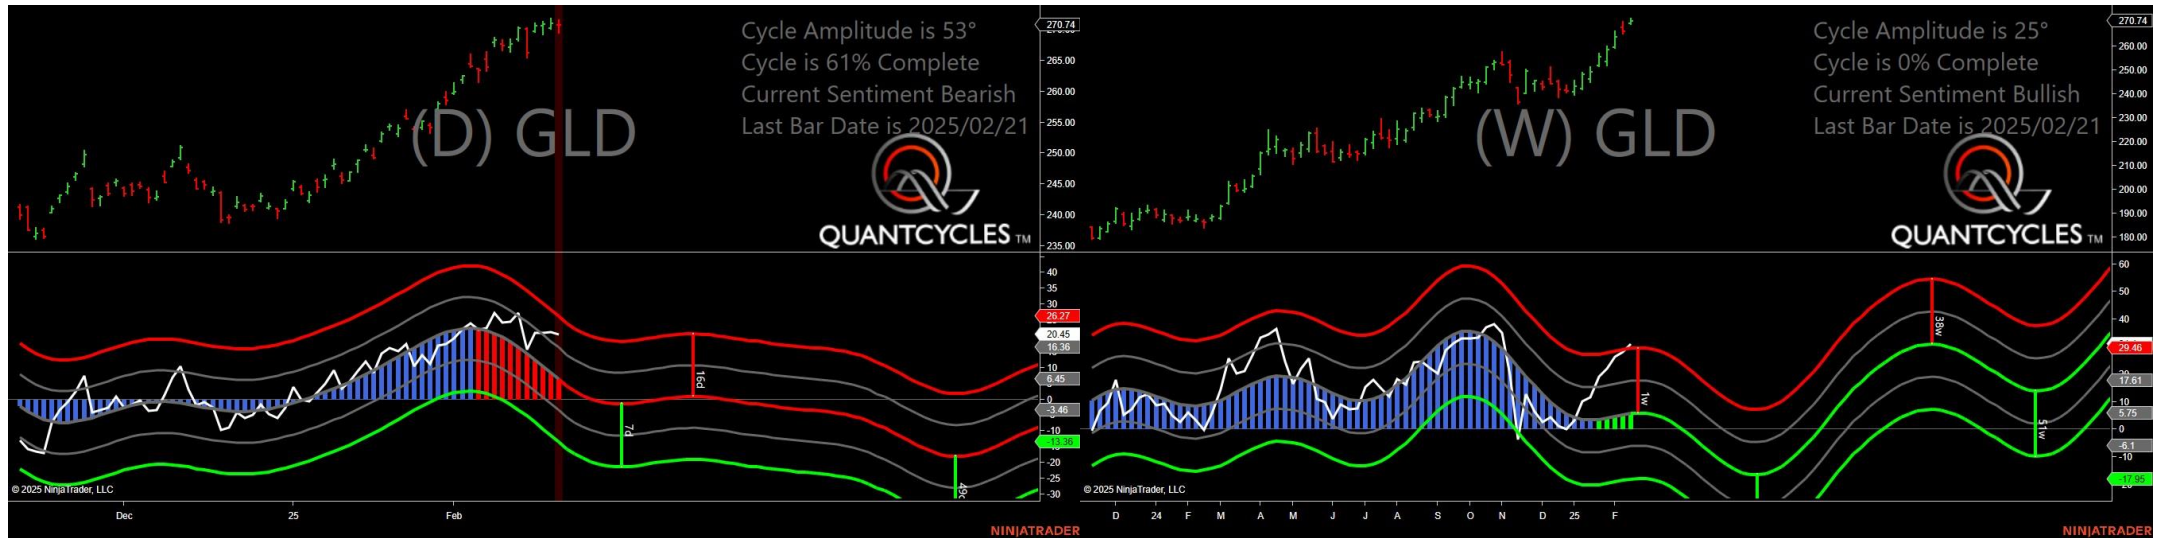 Cycle Amplitude is 53°
Cycle is 61% Complete
Current Sentiment Bearish
Last Bar Date is 2025/02/21
(D) GLD
QUANTCYCLES TM
270.74
265.00
260.00
255.00
250.00
245.00
240.00
235.00
40
35
30
26.27
20.45
16.36
6.45
0
-3.46
-10
-13.36
-20
-25
-30
16d
7d
© 2025 NinjaTrader, LLC
Dec
25
Feb
NINJATRADER
Cycle Amplitude is 25°
Cycle is 0% Complete
Current Sentiment Bullish
Last Bar Date is 2025/02/21
(W) GLD
QUANTCYCLES TM
270.74
260.00
250.00
240.00
230.00
220.00
210.00
200.00
190.00
180.00
60
50
40
29.46
20
17.61
10
5.75
0
-6.1
-10
-17.95
1w
38w
51w
© 2025 NinjaTrader, LLC
D
24
F
M
A
M
J
J
A
S
O
N
D
25
F
NINJATRADER